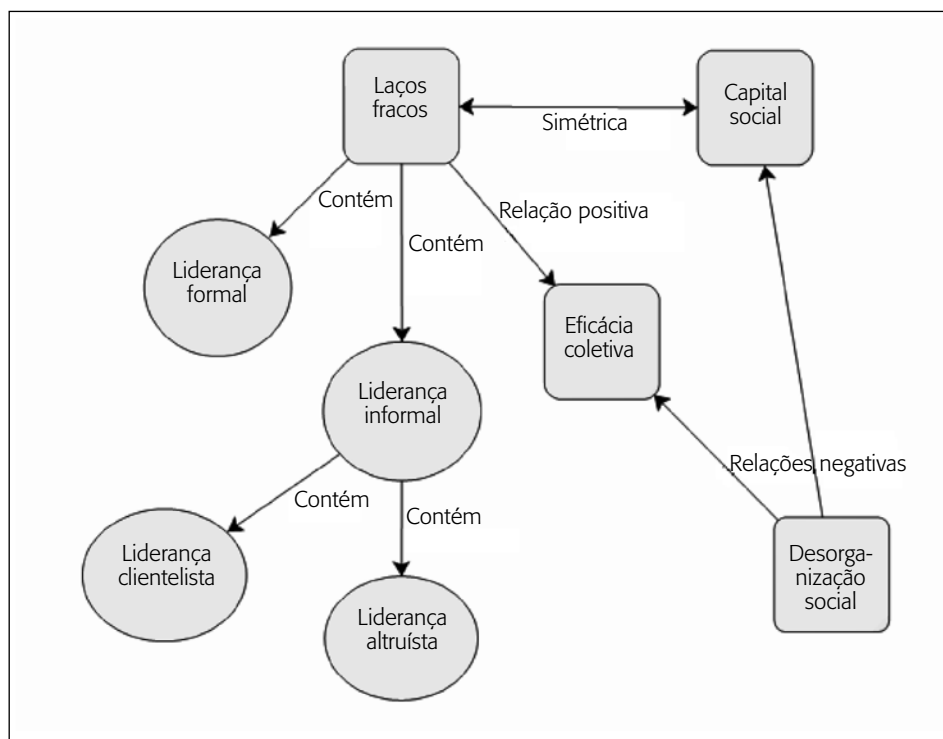 Laços
fracos
Capital
social
Simétrica
Contém
Relação positiva
Contém
Liderança
formal
Eficácia
coletiva
Liderança
informal
Relações negativas
Contém
Contém
Liderança
clientelista
Desorga-
nização
social
Liderança
altruísta